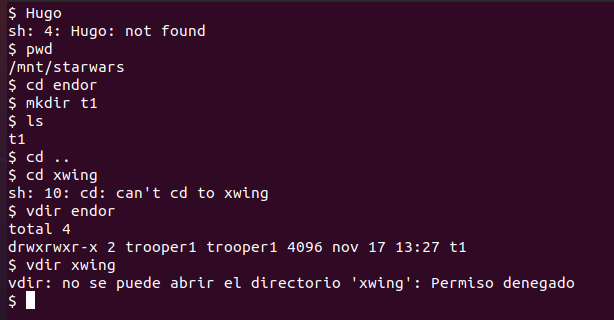 $ Hugo
sh: 4: Hugo: not found
$ pwd
/mnt/starwars
$ cd endor
$ mkdir t1
$ ls
t1
$ cd ..
$ cd xwing
sh: 10: cd: can't cd to xwing
$ vdir endor
total 4
drwxrwxr-x 2 trooper1 trooper1 4096 nov 17 13:27 t1
$ vdir xwing
vdir: no se puede abrir el directorio 'xwing': Permiso denegado
$